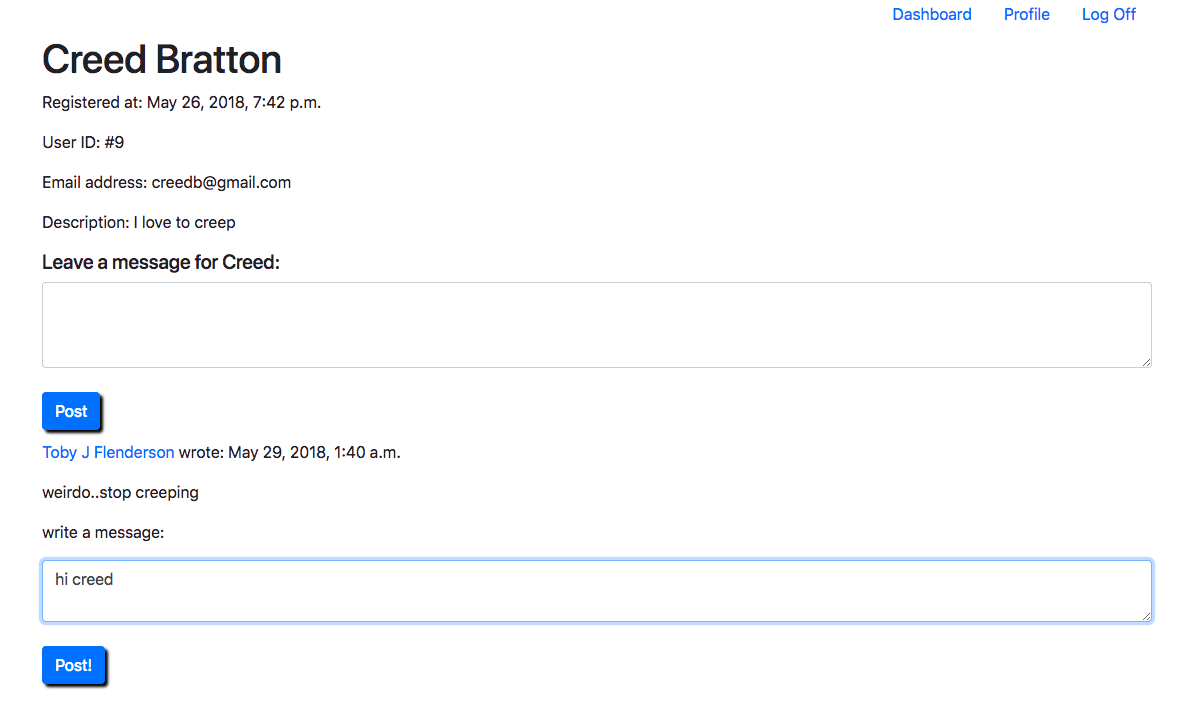 Dashboard Profile Log Off
Creed Bratton
Registered at: May 26, 2018, 7:42 p.m.
User ID: #9
Email address: creedb@gmail.com
Description: I love to creep
Leave a message for Creed:
Post
Toby J Flenderson wrote: May 29, 2018, 1:40 a.m.
weirdo..stop creeping
write a message:
hi creed
Post!